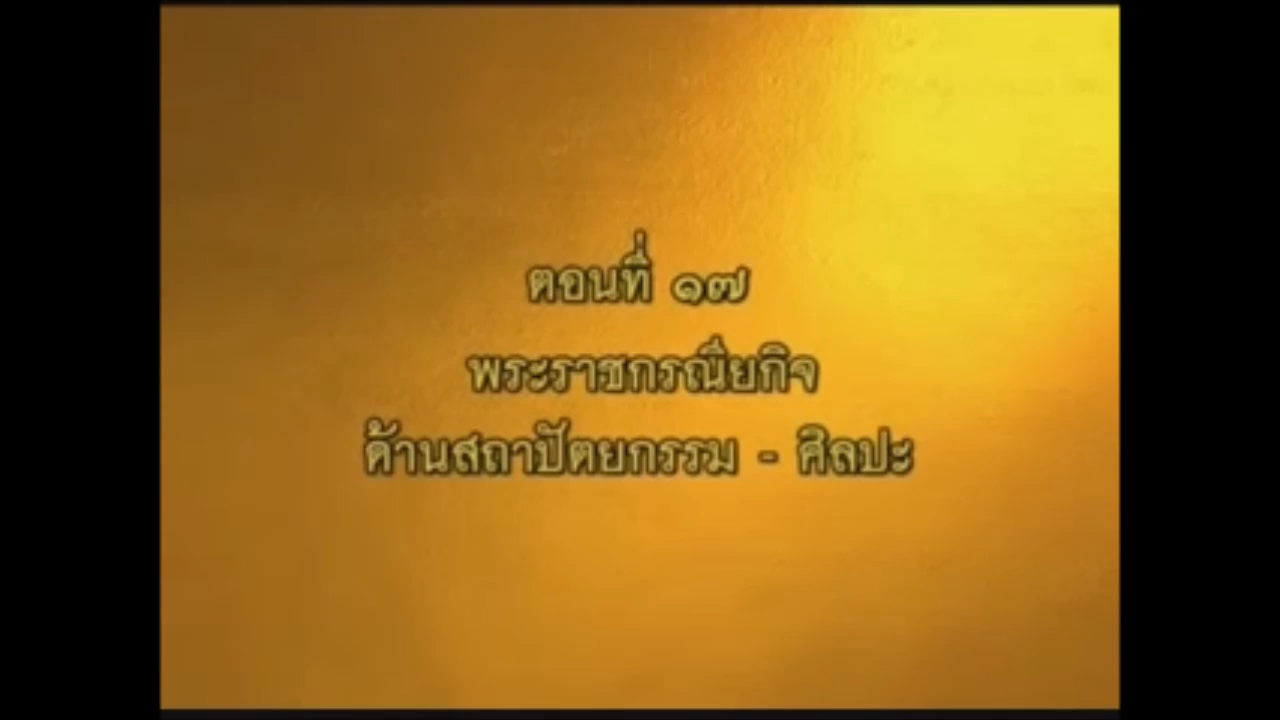 ตอนที่ ๑๗
พระราชกรณียกิจ
ด้านสถาปัตยกรรม - ศิลปะ